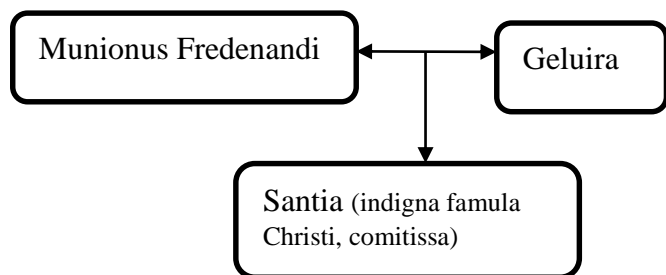 Munionus Fredenandi
Geluira
Santia (indigna famula
Christi, comitissa)